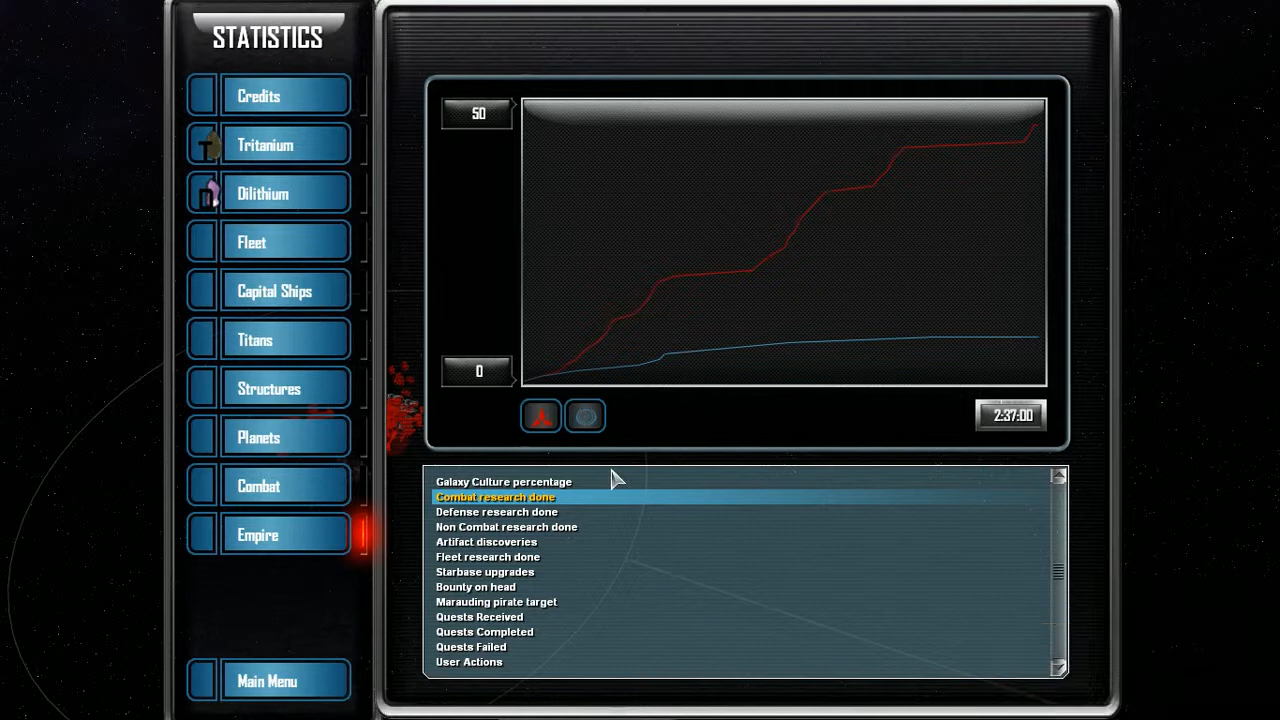 STATISTICS
Credits
Tritanium
Dilithium
Fleet
Capital Ships
Titans
Structures
Planets
Combat
Empire
Main Menu
50
0
2:37:00
Galaxy Culture percentage
Combat research done
Defense research done
Non Combat research done
Artifact discoveries
Fleet research done
Starbase upgrades
Bounty on head
Marauding pirate target
Quests Received
Quests Completed
Quests Failed
User Actions